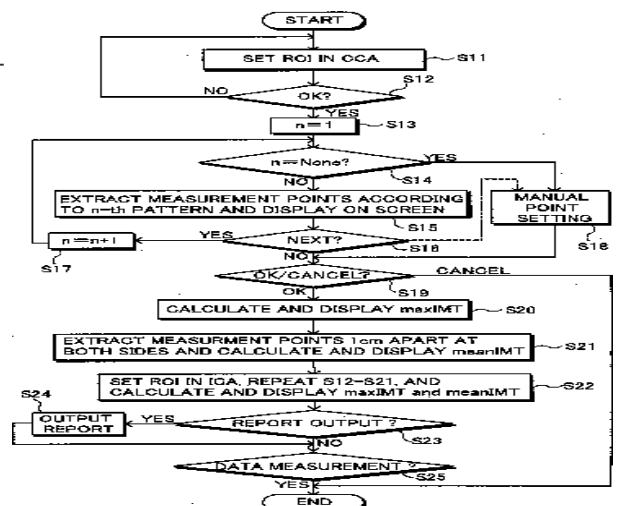 START
SET ROI IN CCA
S11
S12
NO
OK?
YES
n=1
S13
n=None?
YES
S14
NO
EXTRACT MEASUREMENT POINTS ACCORDING
TO n-th PATTERN AND DISPLAY ON SCREEN
S15
MANUAL
POINT
SETTING
S18
n=n+1
S17
YES
NEXT?
S16
NO
OK/CANCEL?
CANCEL
S19
OK
CALCULATE AND DISPLAY maxIMT
S20
EXTRACT MEASURMENT POINTS 1cm APART AT
BOTH SIDES AND CALCULATE AND DISPLAY meanIMT
S21
SET ROI IN ICA, REPEAT S12-S21, AND
CALCULATE AND DISPLAY maxIMT and meanIMT
S22
S24
OUTPUT
REPORT
YES
REPORT OUTPUT ?
S23
NO
DATA MEASUREMENT ?
S25
YES
END